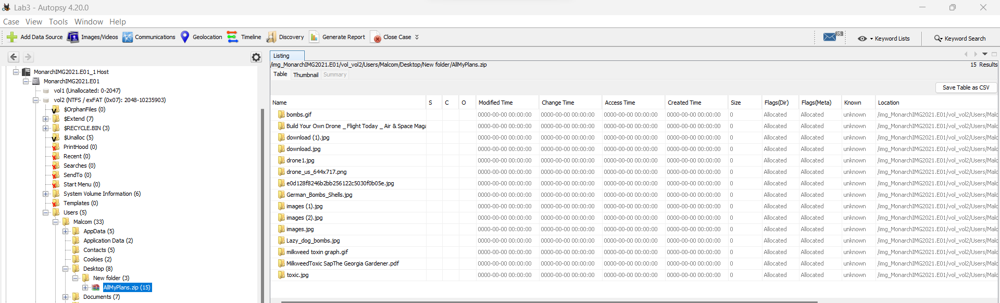 Lab3 - Autopsy 4.20.0
Case View Tools Window Help
Add Data Source Images/Videos Communications Geolocation Timeline Discovery Generate Report Close Case 35 Keyword Lists Keyword Search
Listing
/img_MonarchIMG2021.E01/vol_vol2/Users/Malcom/Desktop/New folder/AllMyPlans.zip 15 Results
Table Thumbnail Summary
Save Table as CSV
MonarchIMG2021.E01_1 Host
MonarchIMG2021.E01
vol1 (Unallocated: 0-2047)
vol2 (NTFS / exFAT (0x07): 2048-10235903)
$OrphanFiles (0)
$Extend (7)
$RECYCLE.BIN (3)
$Unalloc (5)
PrintHood (0)
Recent (0)
Searches (0)
SendTo (0)
Start Menu (0)
System Volume Information (6)
Templates (0)
Users (5)
Malcom (33)
AppData (5)
Application Data (2)
Contacts (5)
Cookies (2)
Desktop (8)
New folder (3)
AllMyPlans.zip (15)
Documents (7)
Name S C O Modified Time Change Time Access Time Created Time Size Flags(Dir) Flags(Meta) Known Location
bombs.gif 0000-00-00 00:00:00 0000-00-00 00:00:00 0000-00-00 00:00:00 0000-00-00 00:00:00 0 Allocated Allocated unknown /img_MonarchIMG2021.E01/vol_vol2/Users/Malc
Build Your Own Drone _ Flight Today _ Air & Space Maga 0000-00-00 00:00:00 0000-00-00 00:00:00 0000-00-00 00:00:00 0000-00-00 00:00:00 0 Allocated Allocated unknown /img_MonarchIMG2021.E01/vol_vol2/Users/Malc
download (1).jpg 0000-00-00 00:00:00 0000-00-00 00:00:00 0000-00-00 00:00:00 0000-00-00 00:00:00 0 Allocated Allocated unknown /img_MonarchIMG2021.E01/vol_vol2/Users/Malc
download.jpg 0000-00-00 00:00:00 0000-00-00 00:00:00 0000-00-00 00:00:00 0000-00-00 00:00:00 0 Allocated Allocated unknown /img_MonarchIMG2021.E01/vol_vol2/Users/Malc
drone1.jpg 0000-00-00 00:00:00 0000-00-00 00:00:00 0000-00-00 00:00:00 0000-00-00 00:00:00 0 Allocated Allocated unknown /img_MonarchIMG2021.E01/vol_vol2/Users/Malc
drone_us_644x717.png 0000-00-00 00:00:00 0000-00-00 00:00:00 0000-00-00 00:00:00 0000-00-00 00:00:00 0 Allocated Allocated unknown /img_MonarchIMG2021.E01/vol_vol2/Users/Malc
e0d128f8246b2bb256122c5030f0b05e.jpg 0000-00-00 00:00:00 0000-00-00 00:00:00 0000-00-00 00:00:00 0000-00-00 00:00:00 0 Allocated Allocated unknown /img_MonarchIMG2021.E01/vol_vol2/Users/Malc
German_Bombs_Shells.jpg 0000-00-00 00:00:00 0000-00-00 00:00:00 0000-00-00 00:00:00 0000-00-00 00:00:00 0 Allocated Allocated unknown /img_MonarchIMG2021.E01/vol_vol2/Users/Malc
images (1).jpg 0000-00-00 00:00:00 0000-00-00 00:00:00 0000-00-00 00:00:00 0000-00-00 00:00:00 0 Allocated Allocated unknown /img_MonarchIMG2021.E01/vol_vol2/Users/Malc
images (2).jpg 0000-00-00 00:00:00 0000-00-00 00:00:00 0000-00-00 00:00:00 0000-00-00 00:00:00 0 Allocated Allocated unknown /img_MonarchIMG2021.E01/vol_vol2/Users/Malc
images.jpg 0000-00-00 00:00:00 0000-00-00 00:00:00 0000-00-00 00:00:00 0000-00-00 00:00:00 0 Allocated Allocated unknown /img_MonarchIMG2021.E01/vol_vol2/Users/Malc
Lazy_dog_bombs.jpg 0000-00-00 00:00:00 0000-00-00 00:00:00 0000-00-00 00:00:00 0000-00-00 00:00:00 0 Allocated Allocated unknown /img_MonarchIMG2021.E01/vol_vol2/Users/Malc
milkweed toxin graph.gif 0000-00-00 00:00:00 0000-00-00 00:00:00 0000-00-00 00:00:00 0000-00-00 00:00:00 0 Allocated Allocated unknown /img_MonarchIMG2021.E01/vol_vol2/Users/Malc
MilkweedToxic SapThe Georgia Gardener.pdf 0000-00-00 00:00:00 0000-00-00 00:00:00 0000-00-00 00:00:00 0000-00-00 00:00:00 0 Allocated Allocated unknown /img_MonarchIMG2021.E01/vol_vol2/Users/Malc
toxic.jpg 0000-00-00 00:00:00 0000-00-00 00:00:00 0000-00-00 00:00:00 0000-00-00 00:00:00 0 Allocated Allocated unknown /img_MonarchIMG2021.E01/vol_vol2/Users/Malc